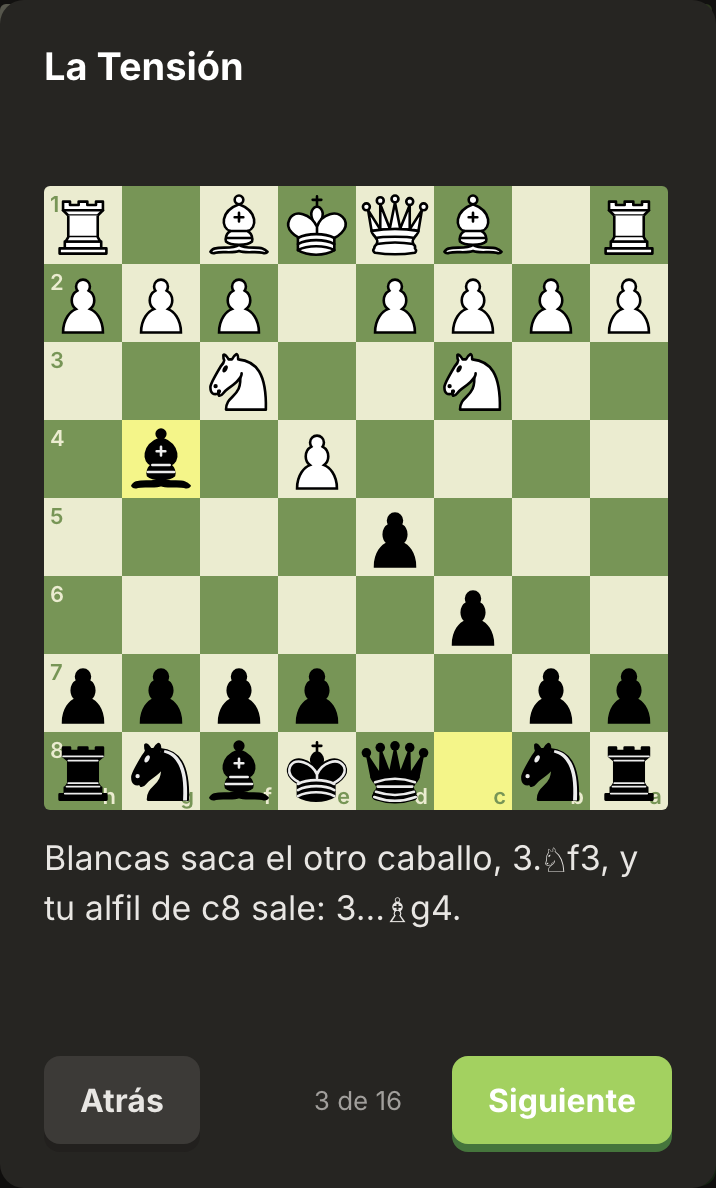 La Tensión
1
2
3
4
5
6
7
8
h g f e d c b a
Blancas saca el otro caballo, 3.♘f3, y
tu alfil de c8 sale: 3...♗g4.
Atrás 3 de 16 Siguiente